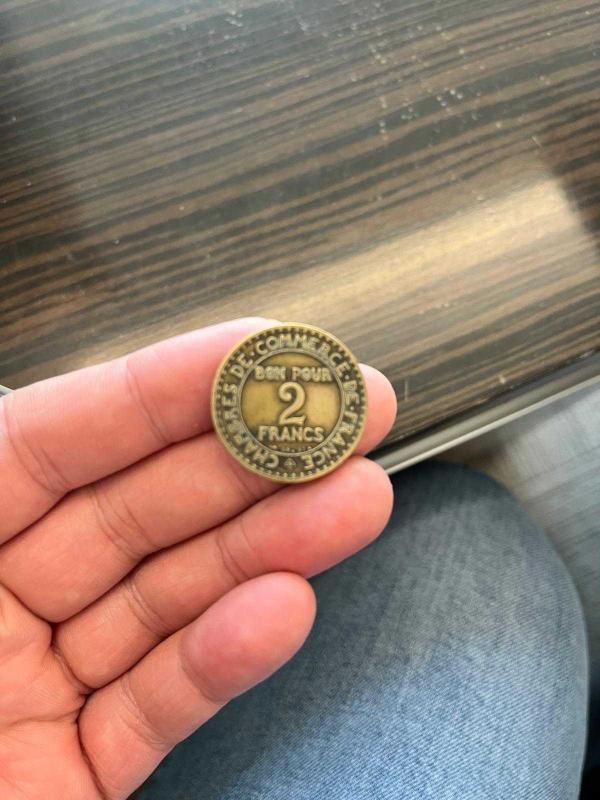 CHAMBRES·DE·COMMERCE·DE·FRANCE
BON POUR
2
FRANCS